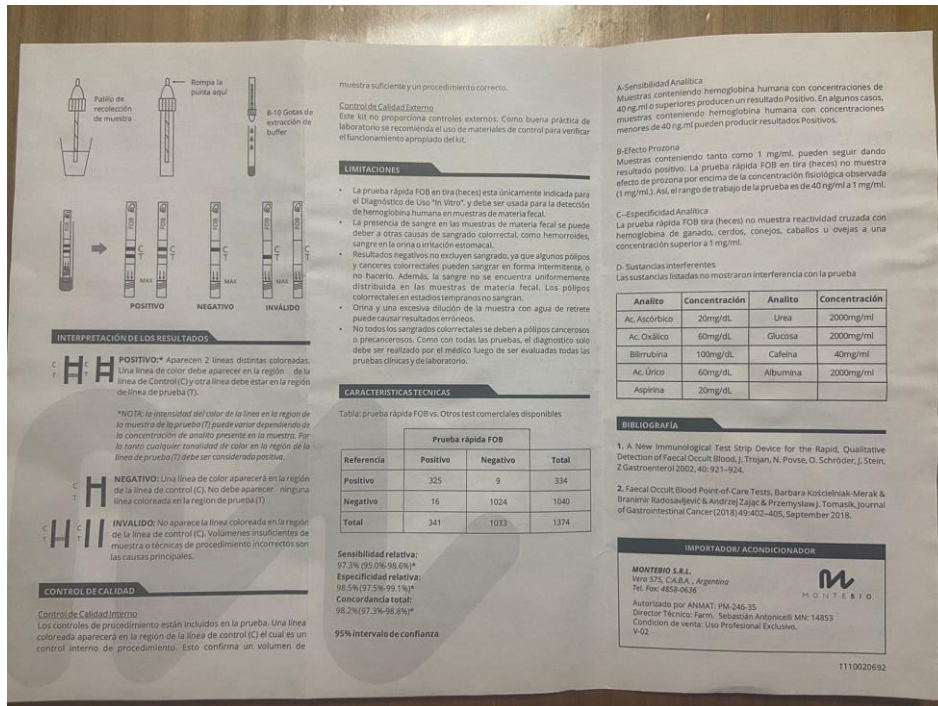 Palillo de
recolección
de muestra
Rompa la
punta aquí
8-10 Gotas de
extracción de
buffer
FOB
FOB
FOB
FOB
FOB
C
T
C
T
C
T
MAX
MAX
MAX
POSITIVO
NEGATIVO
INVÁLIDO
INTERPRETACIÓN DE LOS RESULTADOS
C
T
C
T
POSITIVO:* Aparecen 2 líneas distintas coloreadas.
Una línea de color debe aparecer en la región de la
línea de Control (C) y otra línea debe estar en la región
de línea de prueba (T).
*NOTA: la intensidad del color de la línea en la region de
la muestra de la prueba (T) puede variar dependiendo de
la concentración de analito presente en la muestra. Por
lo tanto cualquier tonalidad de color en la región de la
línea de prueba (T) debe ser considerada positiva.
C
T
NEGATIVO: Una línea de color aparecerá en la región
de la línea de control (C). No debe aparecer ninguna
línea coloreada en la region de prueba (T)
C
T
INVALIDO: No aparece la línea coloreada en la región
de la línea de control (C). Volúmenes insuficientes de
muestra o técnicas de procedimiento incorrectos son
las causas principales.
CONTROL DE CALIDAD
Control de Calidad Interno
Los controles de procedimiento están incluidos en la prueba. Una línea
coloreada aparecerá en la región de la línea de control (C) el cual es un
control interno de procedimiento. Esto confirma un volumen de
muestra suficiente y un procedimiento correcto.
Control de Calidad Externo
Este kit no proporciona controles externos. Como buena práctica de
laboratorio se recomienda el uso de materiales de control para verificar
el funcionamiento apropiado del kit.
LIMITACIONES
• La prueba rápida FOB en tira (heces) esta únicamente indicada para
el Diagnóstico de Uso "In Vitro", y debe ser usada para la detección
de hemoglobina humana en muestras de materia fecal.
• La presencia de sangre en las muestras de materia fecal se puede
deber a otras causas de sangrado colorrectal, como hemorroides,
sangre en la orina o irritación estomacal.
• Resultados negativos no excluyen sangrado, ya que algunos pólipos
y canceres colorrectales pueden sangrar en forma intermitente, o
no hacerlo. Además, la sangre no se encuentra uniformemente
distribuida en las muestras de materia fecal. Los pólipos
colorrectales en estadios tempranos no sangran.
• Orina y una excesiva dilución de la muestra con agua de retrete
puede causar resultados erróneos.
• No todos los sangrados colorrectales se deben a pólipos cancerosos
o precancerosos. Como con todas las pruebas, el diagnostico solo
debe ser realizado por el médico luego de ser evaluadas todas las
pruebas clínicas y de laboratorio.
CARACTERISTICAS TECNICAS
Tabla: prueba rápida FOB vs. Otros test comerciales disponibles
Prueba rápida FOB
Referencia Positivo Negativo Total
Positivo 325 9 334
Negativo 16 1024 1040
Total 341 1033 1374
Sensibilidad relativa:
97.3% (95.0%-98.6%)*
Especificidad relativa:
98.5% (97.5%-99.1%)*
Concordancia total:
98.2% (97.3%-98.8%)*
95% intervalo de confianza
A-Sensibilidad Analítica
Muestras conteniendo hemoglobina humana con concentraciones de
40 ng.ml o superiores producen un resultado Positivo. En algunos casos,
muestras conteniendo hemoglobina humana con concentraciones
menores de 40 ng.ml pueden producir resultados Positivos.
B-Efecto Prozona
Muestras conteniendo tanto como 1 mg/ml, pueden seguir dando
resultado positivo. La prueba rápida FOB en tira (heces) no muestra
efecto de prozona por encima de la concentración fisiológica observada
(1 mg/ml.). Así, el rango de trabajo de la prueba es de 40 ng/ml a 1 mg/ml.
C--Especificidad Analítica
La prueba rápida FOB tira (heces) no muestra reactividad cruzada con
hemoglobina de ganado, cerdos, conejos, caballos u ovejas a una
concentración superior a 1 mg/ml.
D- Sustancias interferentes
Las sustancias listadas no mostraron interferencia con la prueba
Analito Concentración Analito Concentración
Ac. Ascórbico 20mg/dL Urea 2000mg/ml
Ac. Oxálico 60mg/dL Glucosa 2000mg/ml
Bilirrubina 100mg/dL Cafeína 40mg/ml
Ac. Úrico 60mg/dL Albumina 2000mg/ml
Aspirina 20mg/dL
BIBLIOGRAFÍA
1. A New Immunological Test Strip Device for the Rapid, Qualitative
Detection of Faecal Occult Blood, J. Trojan, N. Povse, O. Schröder, J. Stein,
Z Gastroenterol 2002, 40: 921–924.
2. Faecal Occult Blood Point-of-Care Tests, Barbara Kościelniak-Merak &
Branimir Radosavljević & Andrzej Zając & Przemysław J. Tomasik, Journal
of Gastrointestinal Cancer (2018) 49:402–405, September 2018.
IMPORTADOR/ ACONDICIONADOR
MONTEBIO S.R.L.
Vera 575, C.A.B.A , Argentina
Tel. Fax: 4858-0636
MONTEBIO
Autorizado por ANMAT: PM-246-35
Director Técnico: Farm. Sebastián Antonicelli MN: 14853
Condicion de venta: Uso Profesional Exclusivo.
V-02
1110020692